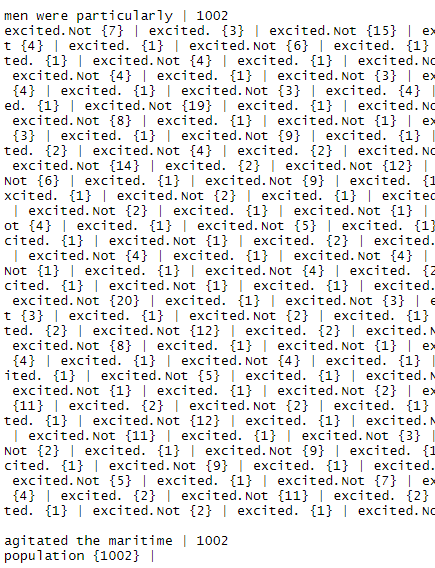 men were particularly | 1002
excited.Not {7} | excited. {3} | excited.Not {15} | ex
t {4} | excited. {1} | excited.Not {6} | excited. {1}
ted. {1} | excited.Not {4} | excited. {1} | excited.No
excited.Not {4} | excited. {1} | excited.Not {3} | ex
{4} | excited. {1} | excited.Not {3} | excited. {4} |
ed. {1} | excited.Not {19} | excited. {1} | excited.No
excited.Not {8} | excited. {1} | excited.Not {1} | ex
{3} | excited. {1} | excited.Not {9} | excited. {1} |
ted. {2} | excited.Not {4} | excited. {2} | excited.No
excited.Not {14} | excited. {2} | excited.Not {12} |
Not {6} | excited. {1} | excited.Not {9} | excited. {1
xcited. {1} | excited.Not {2} | excited. {1} | excited
| excited.Not {2} | excited. {1} | excited.Not {1} |
ot {4} | excited. {1} | excited.Not {5} | excited. {1}
cited. {1} | excited.Not {1} | excited. {2} | excited.
| excited.Not {4} | excited. {1} | excited.Not {4} |
Not {1} | excited. {1} | excited.Not {4} | excited. {2
cited. {1} | excited.Not {1} | excited. {1} | excited.
excited.Not {20} | excited. {1} | excited.Not {3} | e
t {3} | excited. {1} | excited.Not {2} | excited. {1}
ted. {2} | excited.Not {12} | excited. {2} | excited.N
excited.Not {8} | excited. {1} | excited.Not {1} | ex
{4} | excited. {1} | excited.Not {4} | excited. {1} |
ited. {1} | excited.Not {5} | excited. {1} | excited.N
excited.Not {1} | excited. {1} | excited.Not {2} | ex
{11} | excited. {2} | excited.Not {2} | excited. {1}
ted. {1} | excited.Not {12} | excited. {1} | excited.N
| excited.Not {11} | excited. {1} | excited.Not {3} |
Not {2} | excited. {1} | excited.Not {9} | excited. {1
cited. {1} | excited.Not {9} | excited. {1} | excited.
excited.Not {5} | excited. {1} | excited.Not {7} | ex
{4} | excited. {2} | excited.Not {11} | excited. {2}
ted. {1} | excited.Not {2} | excited. {1} | excited.No
agitated the maritime | 1002
population {1002} |